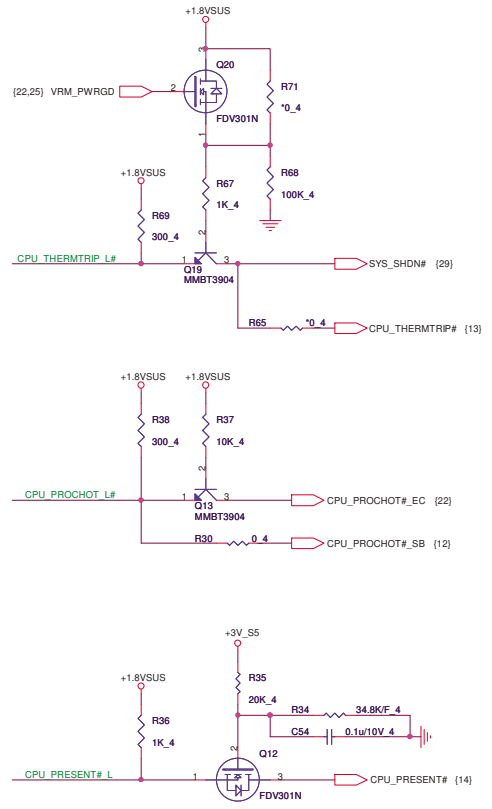 +1.8VSUS
3
Q20
R71
{22,25} VRM_PWRGD
2
*0_4
FDV301N
1
+1.8VSUS
R67
1K_4
R68
100K_4
R69
300_4
2
CPU_THERMTRIP_L#
1
3
SYS_SHDN# {29}
Q19
MMBT3904
R65
*0_4
CPU_THERMTRIP# {13}
+1.8VSUS
+1.8VSUS
R38
300_4
R37
10K_4
2
CPU_PROCHOT_L#
1
3
CPU_PROCHOT#_EC {22}
Q13
MMBT3904
R30
0_4
CPU_PROCHOT#_SB {12}
+3V_S5
R35
20K_4
R34
34.8K/F_4
+1.8VSUS
C54
0.1u/10V_4
R36
1K_4
2
Q12
CPU_PRESENT#_L
1
3
CPU_PRESENT# {14}
FDV301N